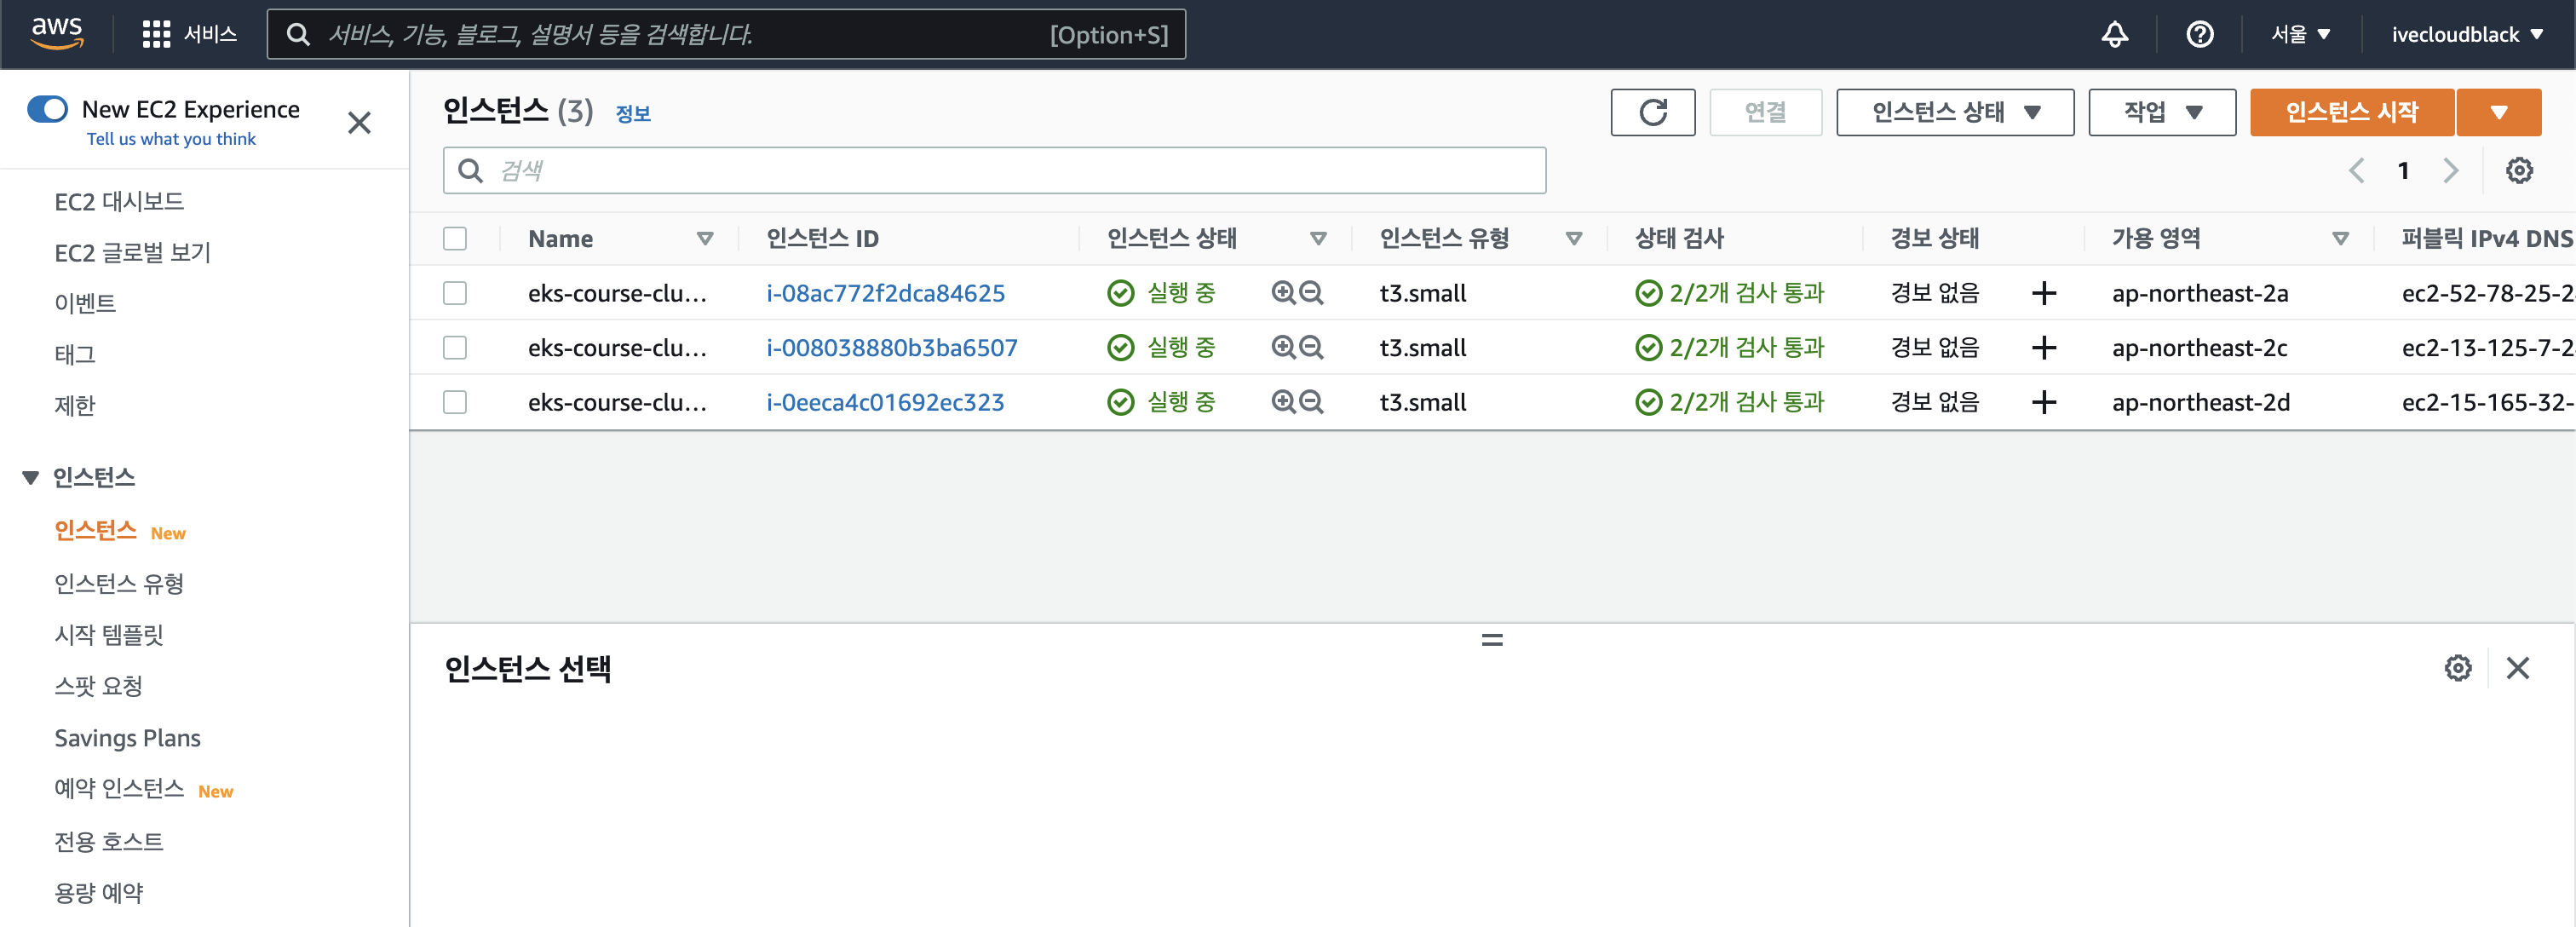 aws 서비스 서비스, 기능, 블로그, 설명서 등을 검색합니다. [Option+S] 서울 ▼ ivecloudblack ▼
New EC2 Experience
Tell us what you think
EC2 대시보드
EC2 글로벌 보기
이벤트
태그
제한
▼ 인스턴스
인스턴스 New
인스턴스 유형
시작 템플릿
스팟 요청
Savings Plans
예약 인스턴스 New
전용 호스트
용량 예약
인스턴스 (3) 정보 연결 인스턴스 상태 ▼ 작업 ▼ 인스턴스 시작 ▼
검색 1
Name 인스턴스 ID 인스턴스 상태 인스턴스 유형 상태 검사 경보 상태 가용 영역 퍼블릭 IPv4 DNS
eks-course-clu... i-08ac772f2dca84625 실행 중 t3.small 2/2개 검사 통과 경보 없음 + ap-northeast-2a ec2-52-78-25-2
eks-course-clu... i-008038880b3ba6507 실행 중 t3.small 2/2개 검사 통과 경보 없음 + ap-northeast-2c ec2-13-125-7-2
eks-course-clu... i-0eeca4c01692ec323 실행 중 t3.small 2/2개 검사 통과 경보 없음 + ap-northeast-2d ec2-15-165-32-
인스턴스 선택